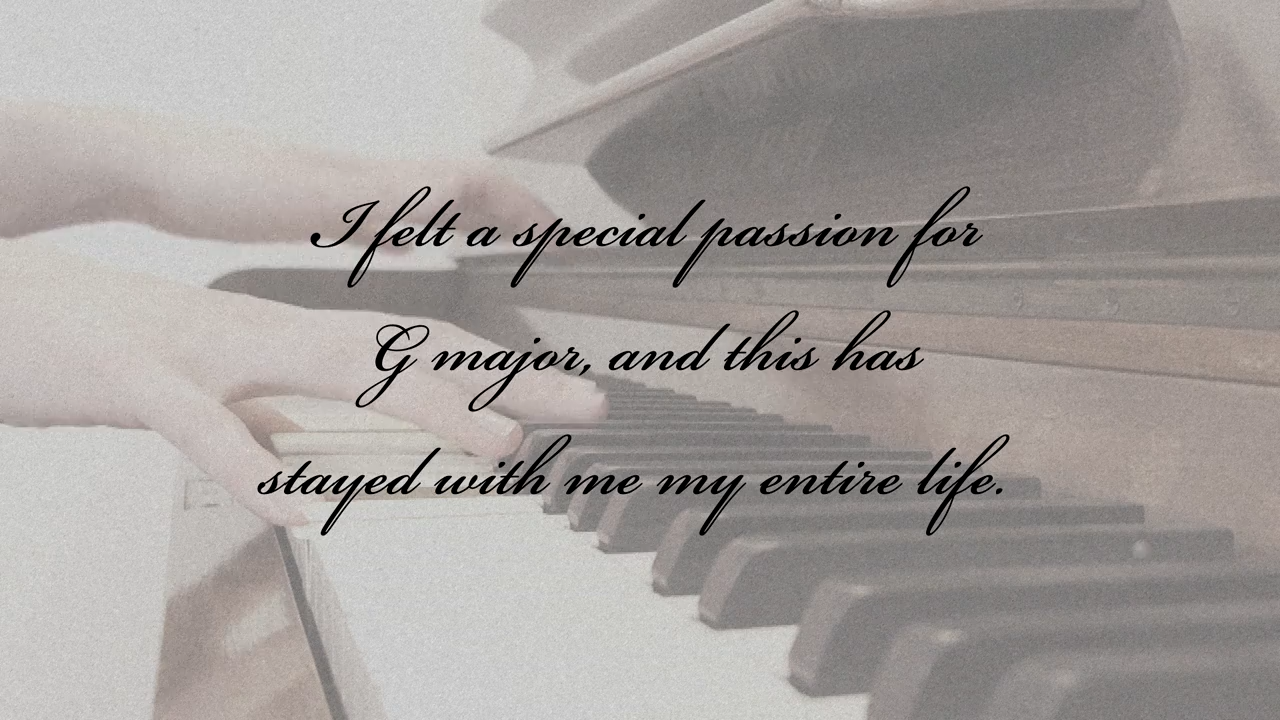 I felt a special passion for
G major, and this has
stayed with me my entire life.